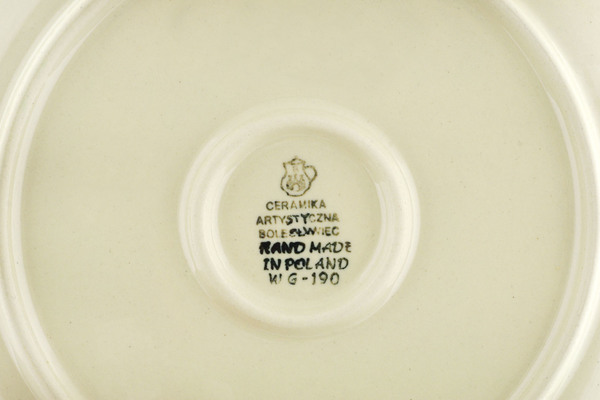 CERAMIKA
ARTYSTYCZNA
BOLESŁAWIEC
HAND MADE
IN POLAND
W G-190